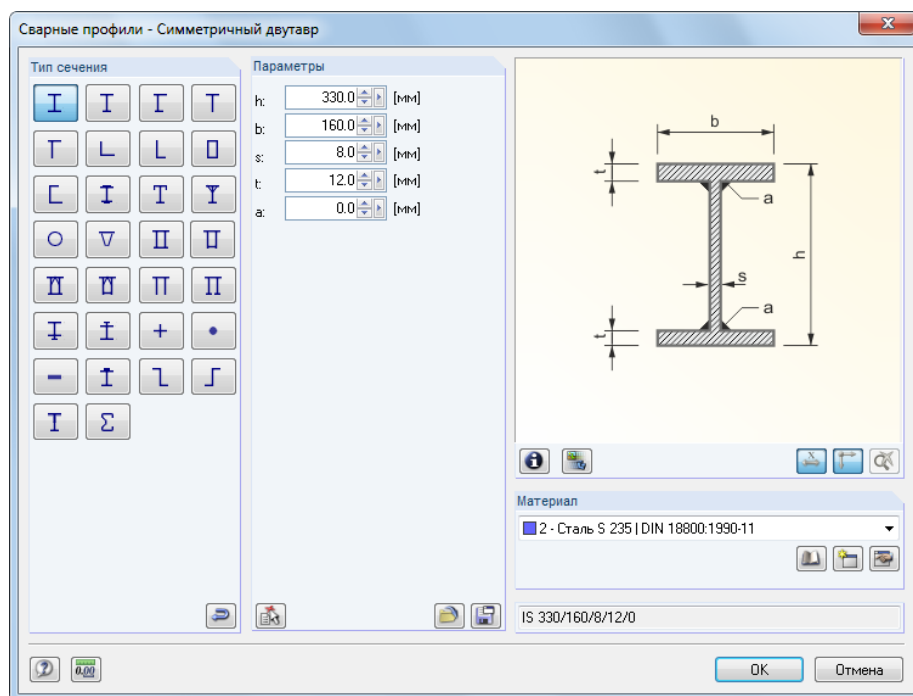 Сварные профили - Симметричный двутавр
Тип сечения
Параметры
h: 330.0 [мм]
b: 160.0 [мм]
s: 8.0 [мм]
t: 12.0 [мм]
a: 0.0 [мм]
b
t
a
h
s
a
t
Материал
2 - Сталь S 235 | DIN 18800:1990-11
IS 330/160/8/12/0
0.00
OK
Отмена